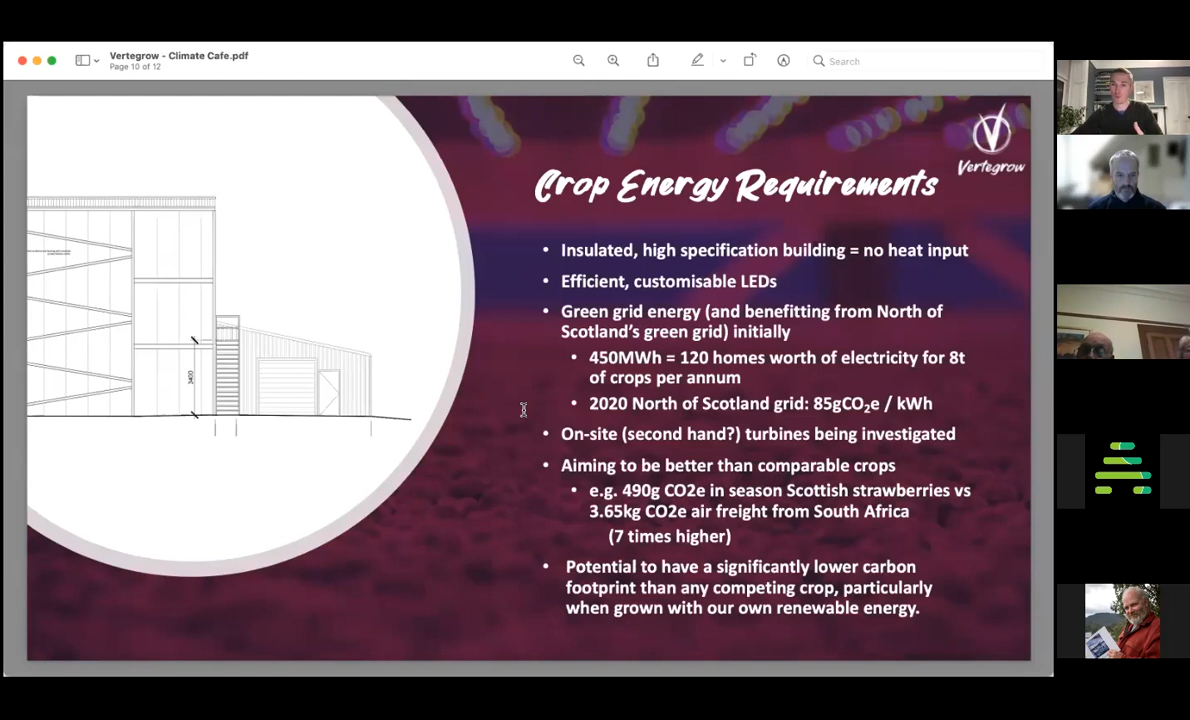 Vertegrow - Climate Cafe.pdf
Page 10 of 12
Search
Vertegrow
Crop Energy Requirements
• Insulated, high specification building = no heat input
• Efficient, customisable LEDs
• Green grid energy (and benefitting from North of
Scotland's green grid) initially
• 450MWh = 120 homes worth of electricity for 8t
of crops per annum
• 2020 North of Scotland grid: 85gCO₂e / kWh
• On-site (second hand?) turbines being investigated
• Aiming to be better than comparable crops
• e.g. 490g CO2e in season Scottish strawberries vs
3.65kg CO2e air freight from South Africa
(7 times higher)
• Potential to have a significantly lower carbon
footprint than any competing crop, particularly
when grown with our own renewable energy.
3400